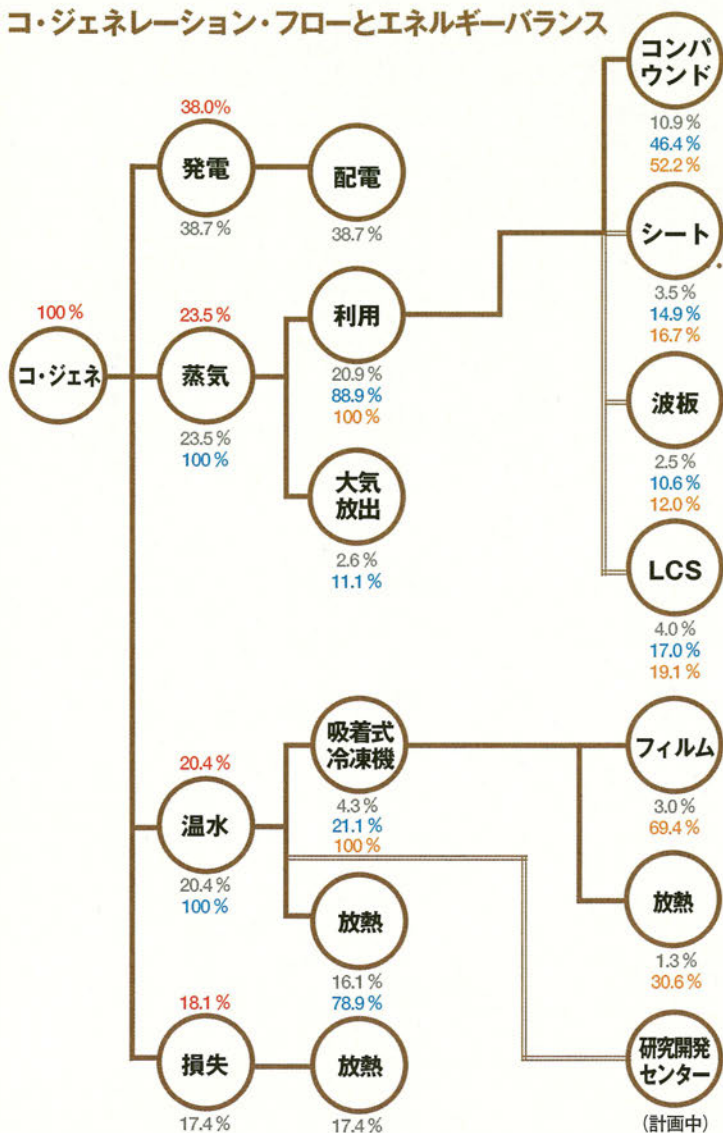 コ・ジェネレーション・フローとエネルギーバランス
コンパ
ウンド
10.9 %
46.4 %
52.2 %
38.0%
発電
38.7 %
配電
38.7 %
シート
3.5 %
14.9 %
16.7 %
100 %
コ・ジェネ
23.5 %
蒸気
23.5 %
100 %
利用
20.9 %
88.9 %
100 %
波板
2.5 %
10.6 %
12.0 %
大気
放出
2.6 %
11.1 %
LCS
4.0 %
17.0 %
19.1 %
20.4 %
温水
20.4 %
100 %
吸着式
冷凍機
4.3 %
21.1 %
100 %
フィルム
3.0 %
69.4 %
放熱
16.1 %
78.9 %
放熱
1.3 %
30.6 %
18.1 %
損失
17.4 %
放熱
17.4 %
研究開発
センター
(計画中)